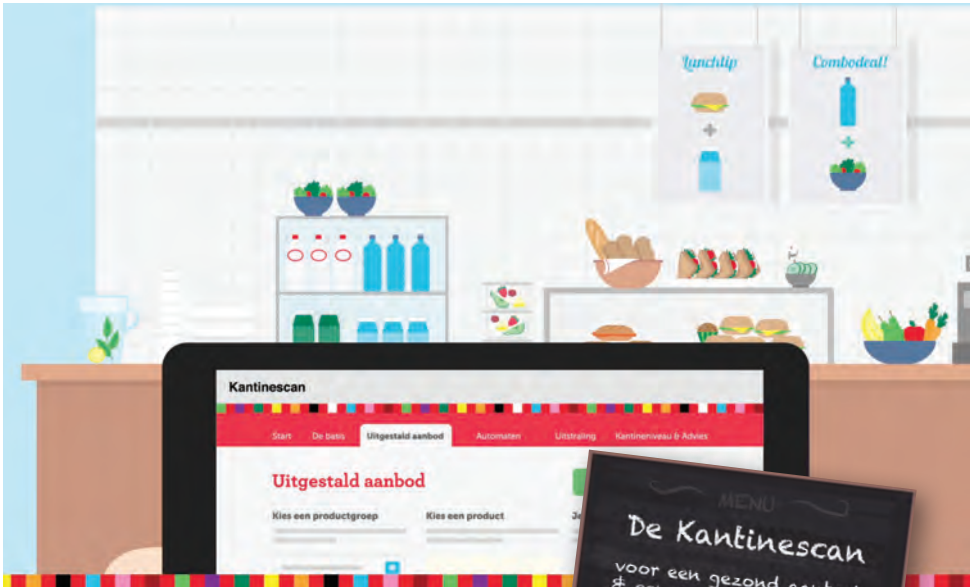 Lunchtip
Combodeal!
Kantinescan
Start De basis Uitgestald aanbod Automaten Uitstraling Kantineniveau & Advies
Uitgestald aanbod
Kies een productgroep Kies een product
MENU
De Kantinescan
voor een gezond